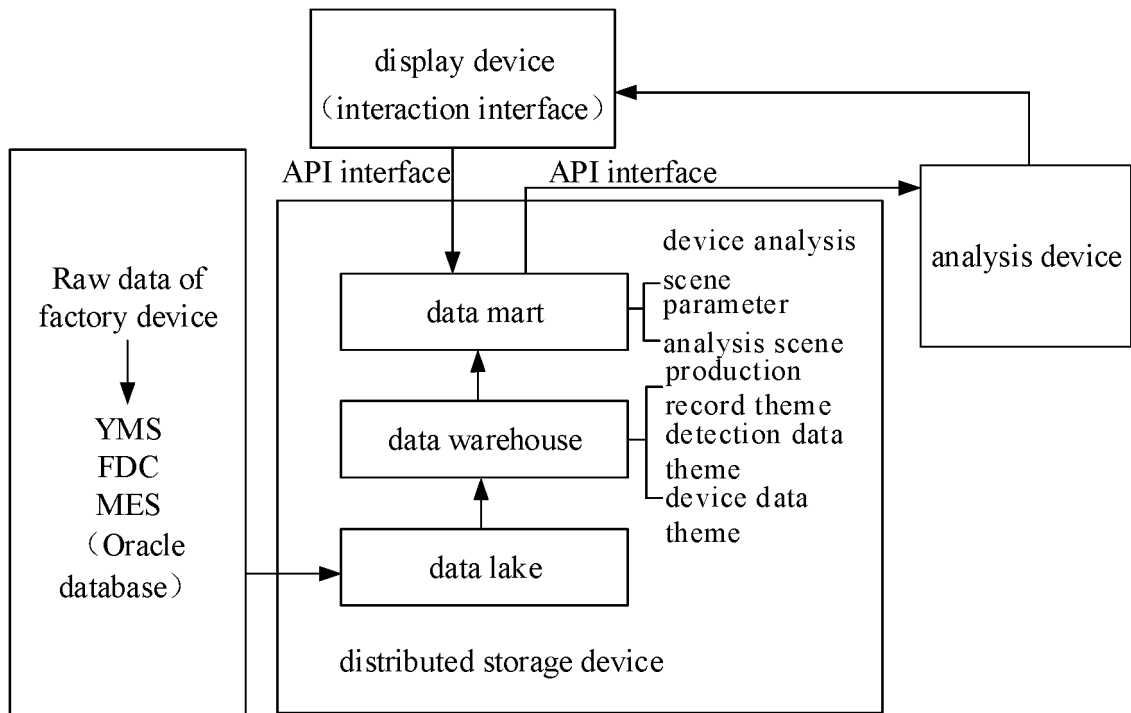 display device
（interaction interface）
API interface
API interface
analysis device
Raw data of
factory device
YMS
FDC
MES
（Oracle
database）
device analysis
scene
parameter
analysis scene
data mart
production
record theme
detection data
theme
device data
theme
data warehouse
data lake
distributed storage device